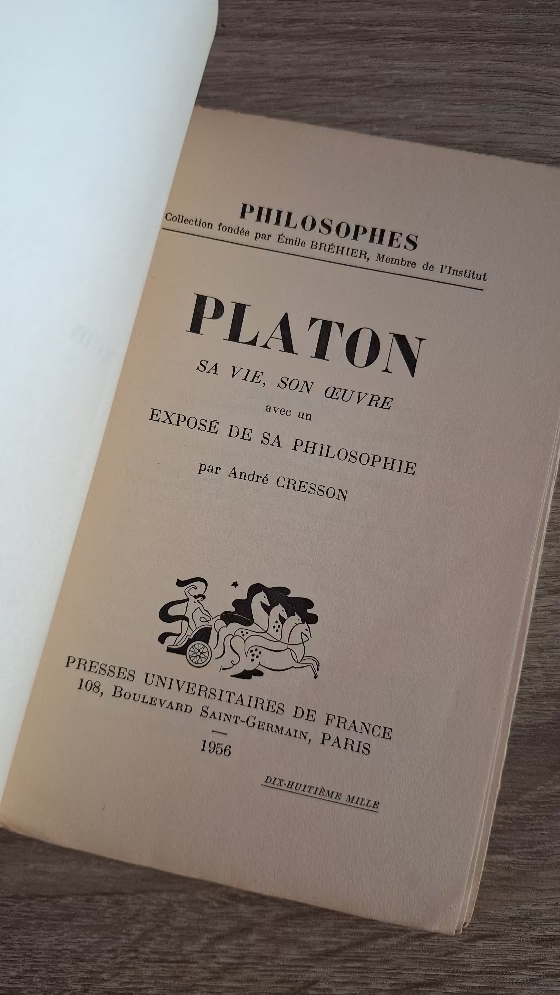 PHILOSOPHES
Collection fondée par Émile BRÉHIER, Membre de l'Institut
PLATON
SA VIE, SON ŒUVRE
avec un
EXPOSÉ DE SA PHILOSOPHIE
par André CRESSON
PRESSES UNIVERSITAIRES DE FRANCE
108, BOULEVARD SAINT-GERMAIN, PARIS
1956
DIX-HUITIÈME MILLE